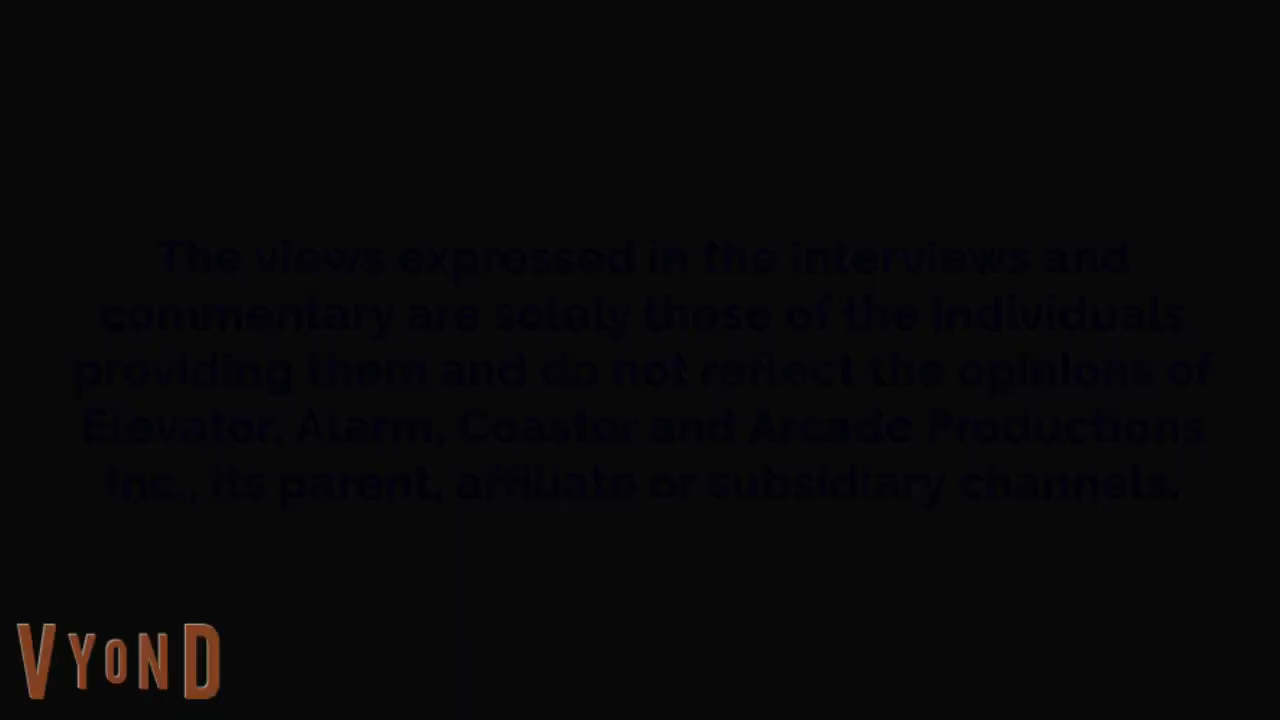 The views expressed in the interviews and
commentary are solely those of the individuals
providing them and do not reflect the opinions of
Elevator, Alarm, Coaster and Arcade Productions
Inc., its parent, affiliate or subsidiary channels.
VYOND